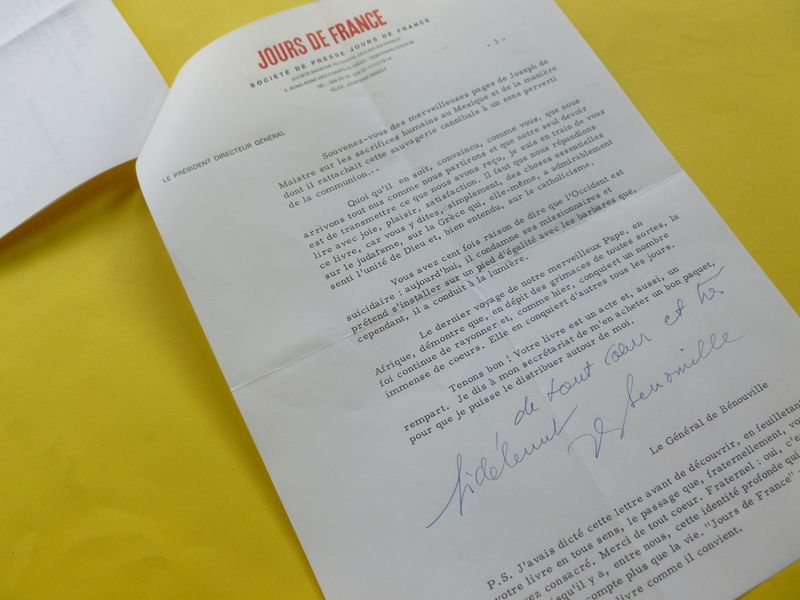 JOURS DE FRANCE
SOCIÉTÉ DE PRESSE JOURS DE FRANCE
- 3 -
LE PRÉSIDENT DIRECTEUR GÉNÉRAL
Souvenez-vous des merveilleuses pages de Joseph de
Maistre sur les sacrifices humains au Mexique et de la manière
dont il rattachait cette sauvagerie cannibale à un sens perverti
de la communion...
Quoi qu'il en soit, convaincu, comme vous, que nous
arrivons tout nus comme nous partirons et que notre seul devoir
est de transmettre ce que nous avons reçu, je suis en train de vous
lire avec joie, plaisir, satisfaction. Il faut que nous répandions
ce livre, car vous y dites, simplement, des choses essentielles
sur le judaïsme, sur la Grèce qui, elle-même, a admirablement
senti l'unité de Dieu et, bien entendu, sur le catholicisme.
Vous avez cent fois raison de dire que l'Occident est
suicidaire : aujourd'hui, il condamne ses missionnaires et
prétend s'installer sur un pied d'égalité avec les barbares que,
cependant, il a conduit à la lumière.
Le dernier voyage de notre merveilleux Pape, en
Afrique, démontre que, en dépit des grimaces de toutes sortes, la
foi continue de rayonner et, comme hier, conquiert un nombre
immense de coeurs. Elle en conquiert d'autres tous les jours.
Tenons bon ! Votre livre est un acte et, aussi, un
rempart. Je dis à mon secrétariat de m'en acheter un bon paquet,
pour que je puisse le distribuer autour de moi.
de tout cœur et très
fidèlement
Bénouville
Le Général de Bénouville
P.S. J'avais dicté cette lettre avant de découvrir, en feuilletant
votre livre en tous sens, le passage que, fraternellement,
consacré. Merci de tout coeur. Fraternel : oui,
qu'il y a, entre nous, cette identité profonde qui
compte plus que la vie. "Jours de France"
livre comme il convient.